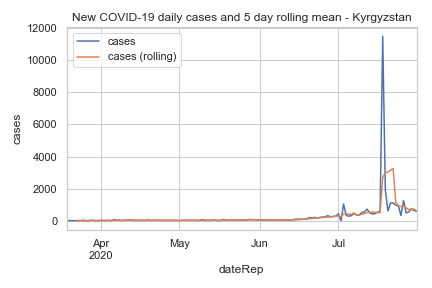 New COVID-19 daily cases and 5 day rolling mean - Kyrgyzstan
12000
10000
8000
6000
4000
2000
0
cases
cases
cases (rolling)
Apr
2020
May
Jun
Jul
dateRep